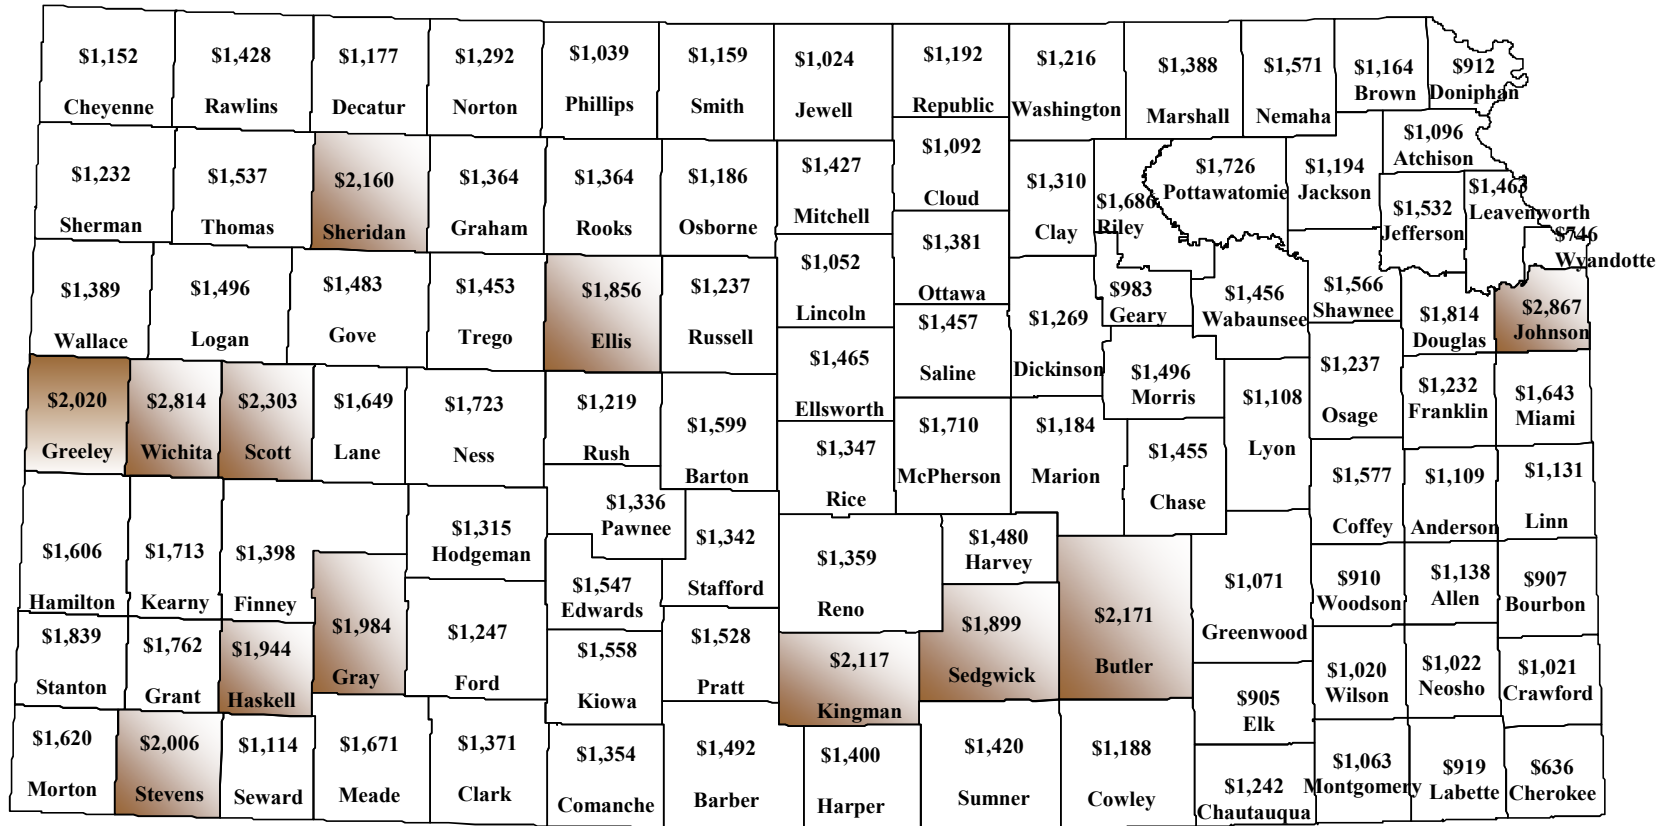 $1,152
Cheyenne
$1,428
Rawlins
$1,177
Decatur
$1,292
Norton
$1,039
Phillips
$1,159
Smith
$1,024
Jewell
$1,192
Republic
$1,216
Washington
$1,388
Marshall
$1,571
Nemaha
$1,164
Brown
$912
Doniphan
$1,232
Sherman
$1,537
Thomas
$2,160
Sheridan
$1,364
Graham
$1,364
Rooks
$1,186
Osborne
$1,427
Mitchell
$1,092
Cloud
$1,310
Clay
$1,686
Riley
$1,726
Pottawatomie
$1,194
Jackson
$1,096
Atchison
$1,532
Jefferson
$1,463
Leavenworth
$746
Wyandotte
$1,389
Wallace
$1,496
Logan
$1,483
Gove
$1,453
Trego
$1,856
Ellis
$1,237
Russell
$1,052
Lincoln
$1,381
Ottawa
$1,457
Saline
$1,269
Dickinson
$983
Geary
$1,456
Wabaunsee
$1,566
Shawnee
$1,814
Douglas
$2,867
Johnson
$2,020
Greeley
$2,814
Wichita
$2,303
Scott
$1,649
Lane
$1,723
Ness
$1,219
Rush
$1,599
Barton
$1,465
Ellsworth
$1,347
Rice
$1,710
McPherson
$1,184
Marion
$1,496
Morris
$1,455
Chase
$1,108
Lyon
$1,237
Osage
$1,232
Franklin
$1,643
Miami
$1,577
Coffey
$1,109
Anderson
$1,131
Linn
$1,606
Hamilton
$1,713
Kearny
$1,398
Finney
$1,315
Hodgeman
$1,336
Pawnee
$1,547
Edwards
$1,342
Stafford
$1,359
Reno
$1,480
Harvey
$1,071
Greenwood
$910
Woodson
$1,138
Allen
$907
Bourbon
$1,839
Stanton
$1,762
Grant
$1,944
Haskell
$1,984
Gray
$1,247
Ford
$1,558
Kiowa
$1,528
Pratt
$2,117
Kingman
$1,899
Sedgwick
$2,171
Butler
$905
Elk
$1,020
Wilson
$1,022
Neosho
$1,021
Crawford
$1,620
Morton
$2,006
Stevens
$1,114
Seward
$1,671
Meade
$1,371
Clark
$1,354
Comanche
$1,492
Barber
$1,400
Harper
$1,420
Sumner
$1,188
Cowley
$1,242
Chautauqua
$1,063
Montgomery
$919
Labette
$636
Cherokee